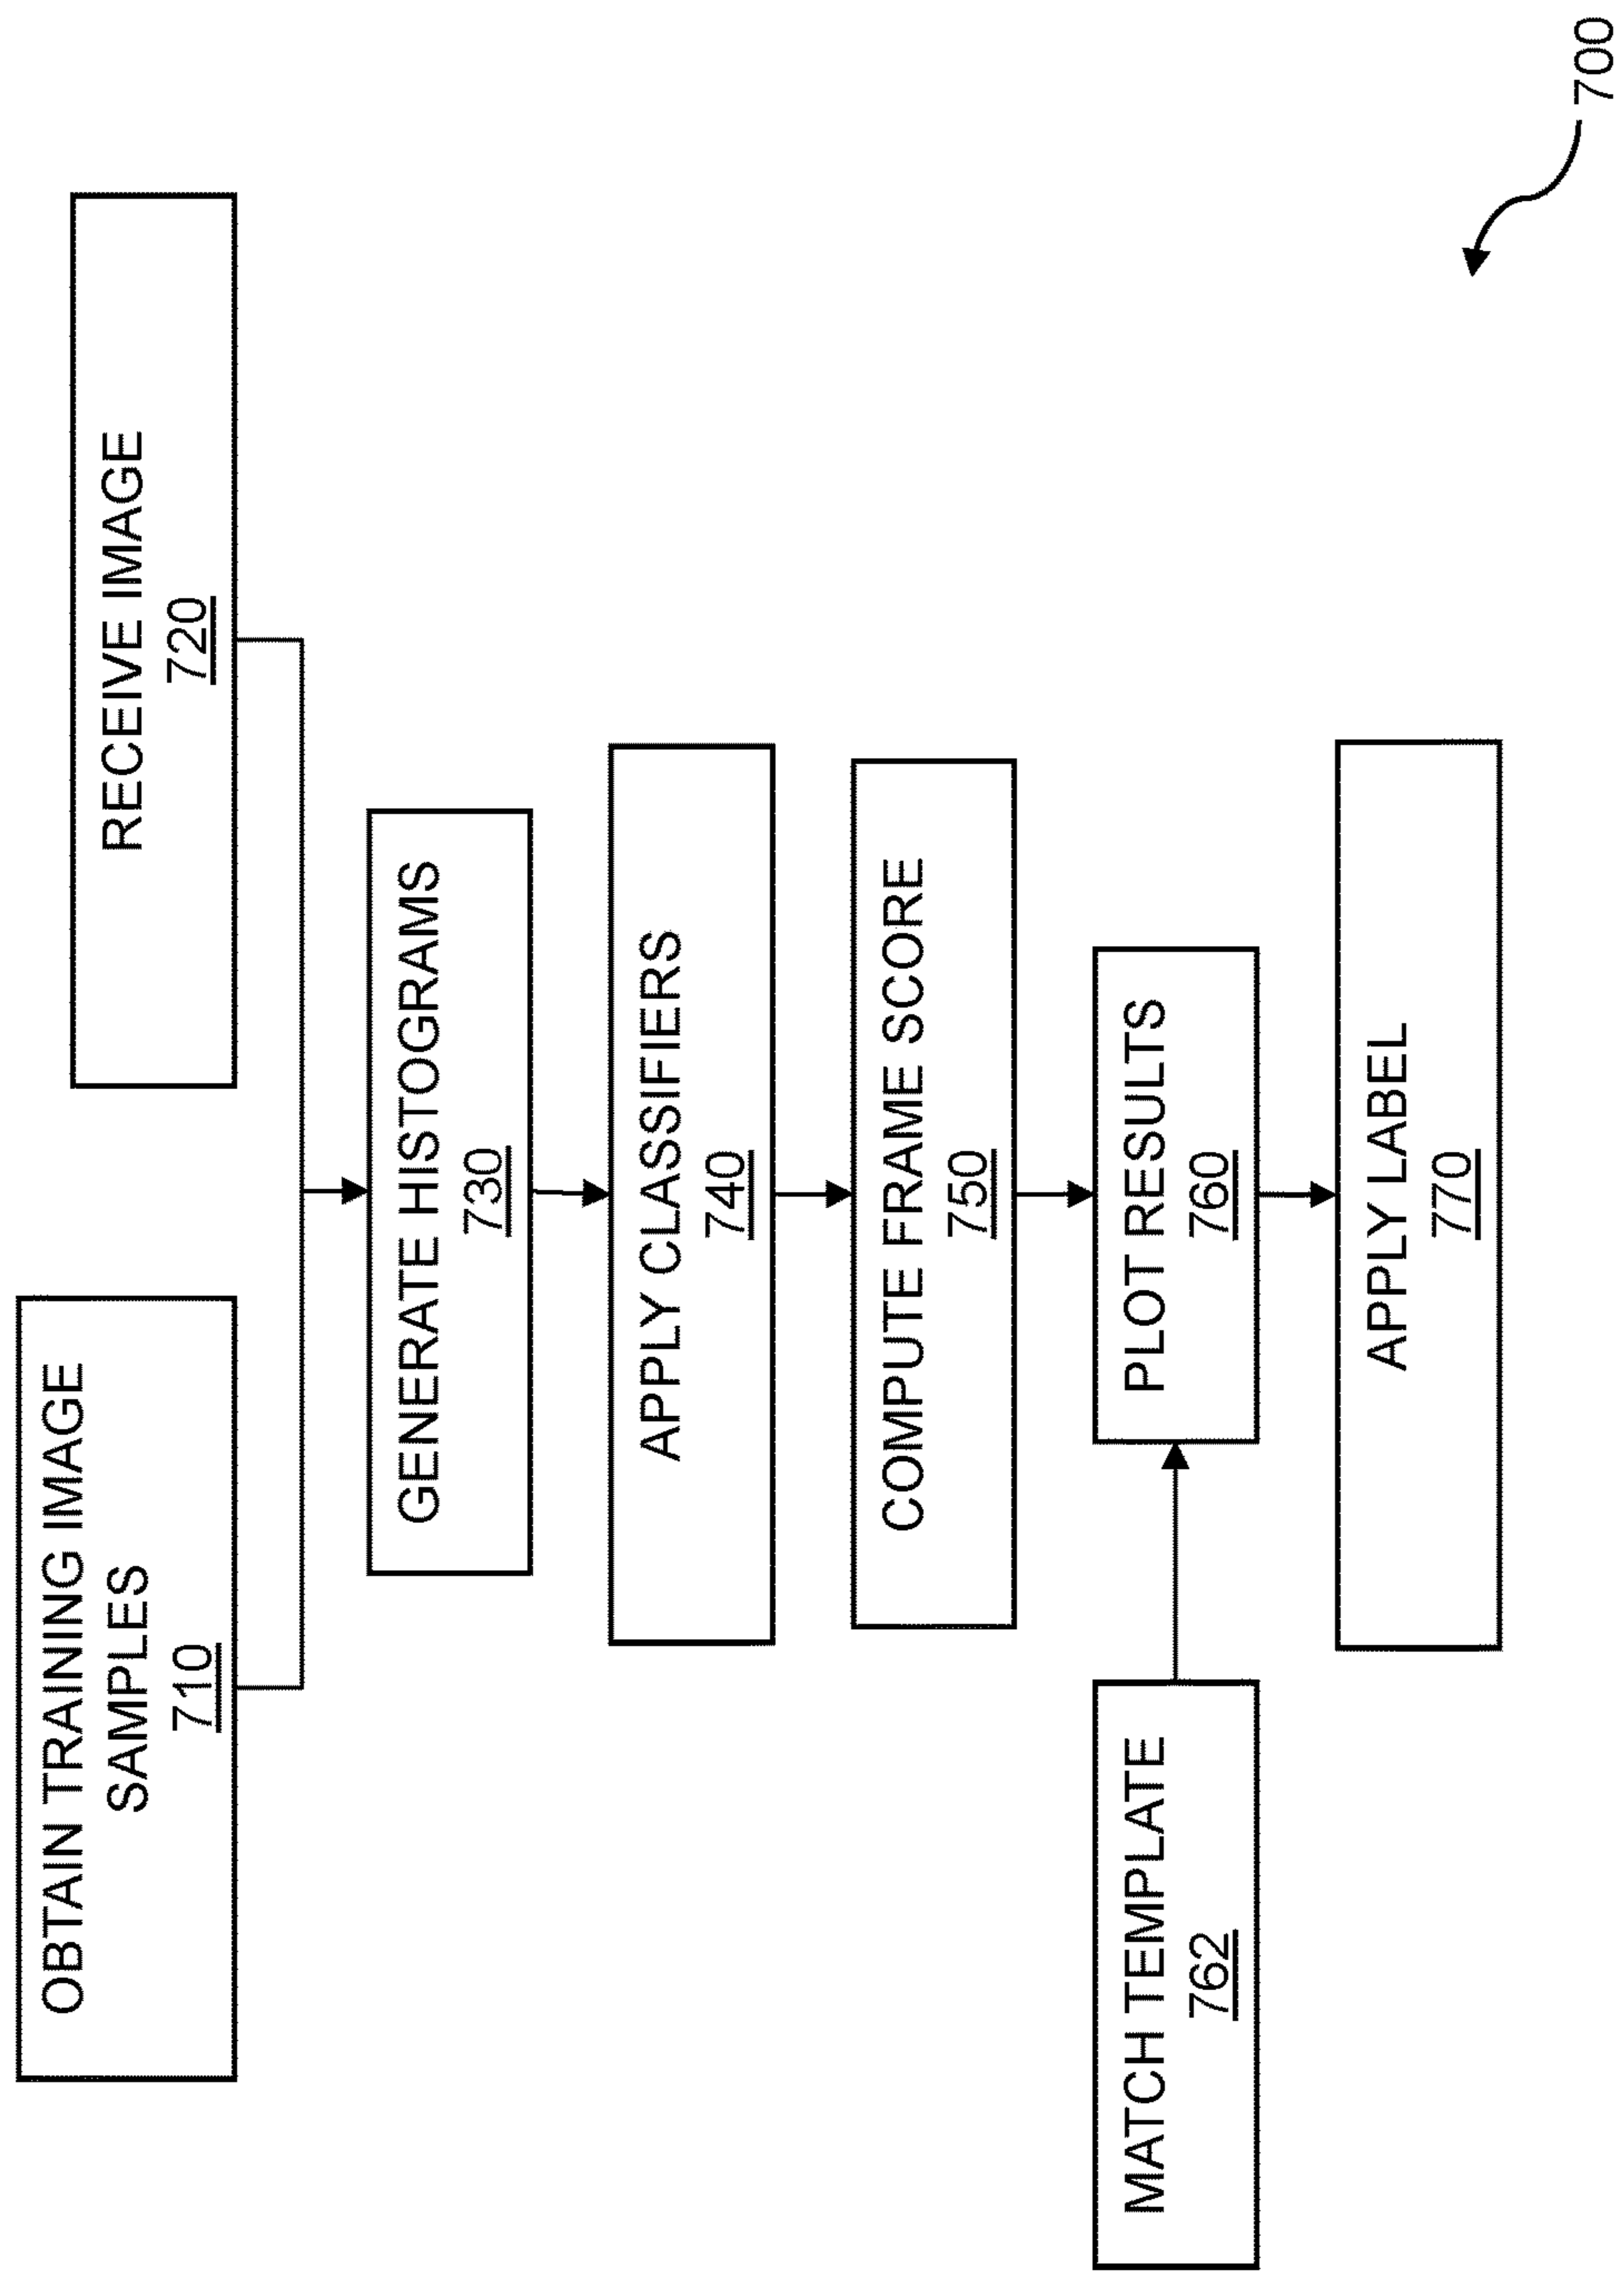 OBTAIN TRAINING IMAGE
SAMPLES
710
RECEIVE IMAGE
720
GENERATE HISTOGRAMS
730
APPLY CLASSIFIERS
740
COMPUTE FRAME SCORE
750
MATCH TEMPLATE
762
PLOT RESULTS
760
APPLY LABEL
770
700